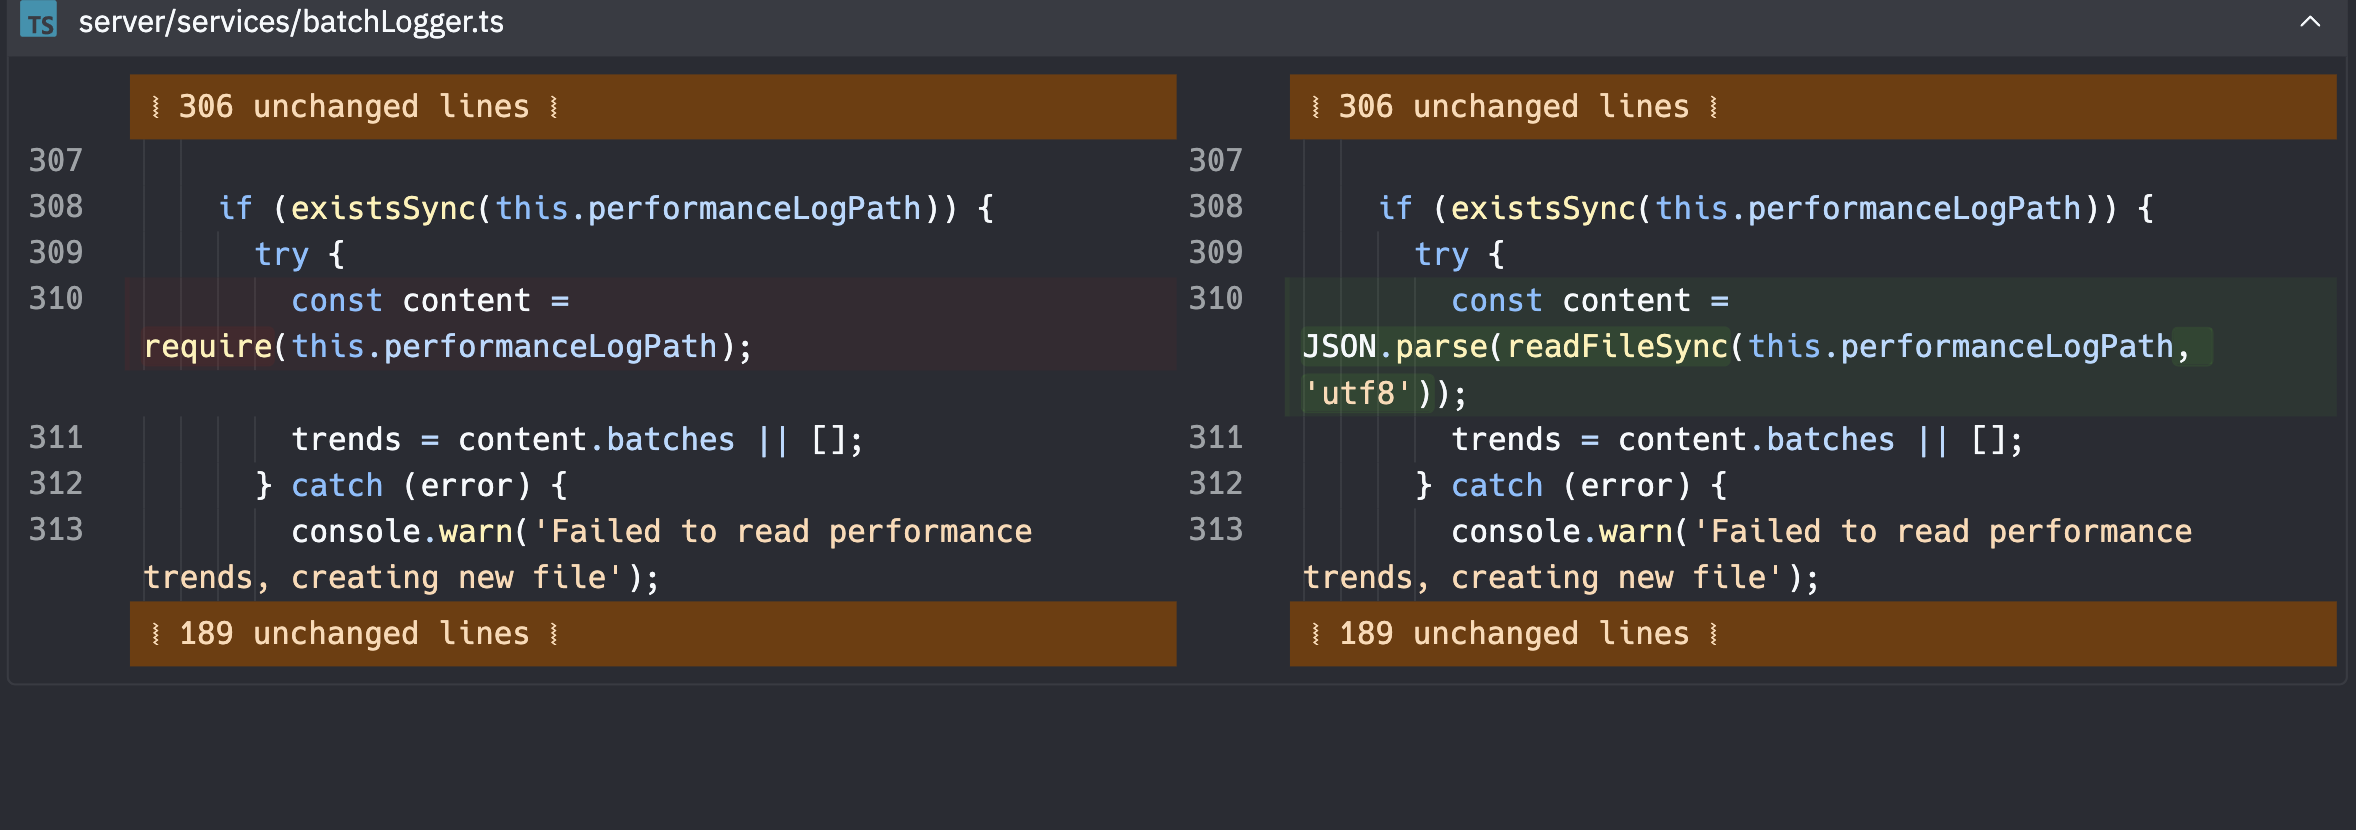 TS server/services/batchLogger.ts
306 unchanged lines
307
308 if (existsSync(this.performanceLogPath)) {
309 try {
310 const content =
require(this.performanceLogPath);
311 trends = content.batches || [];
312 } catch (error) {
313 console.warn('Failed to read performance
trends, creating new file');
189 unchanged lines
306 unchanged lines
307
308 if (existsSync(this.performanceLogPath)) {
309 try {
310 const content =
JSON.parse(readFileSync(this.performanceLogPath,
'utf8'));
311 trends = content.batches || [];
312 } catch (error) {
313 console.warn('Failed to read performance
trends, creating new file');
189 unchanged lines